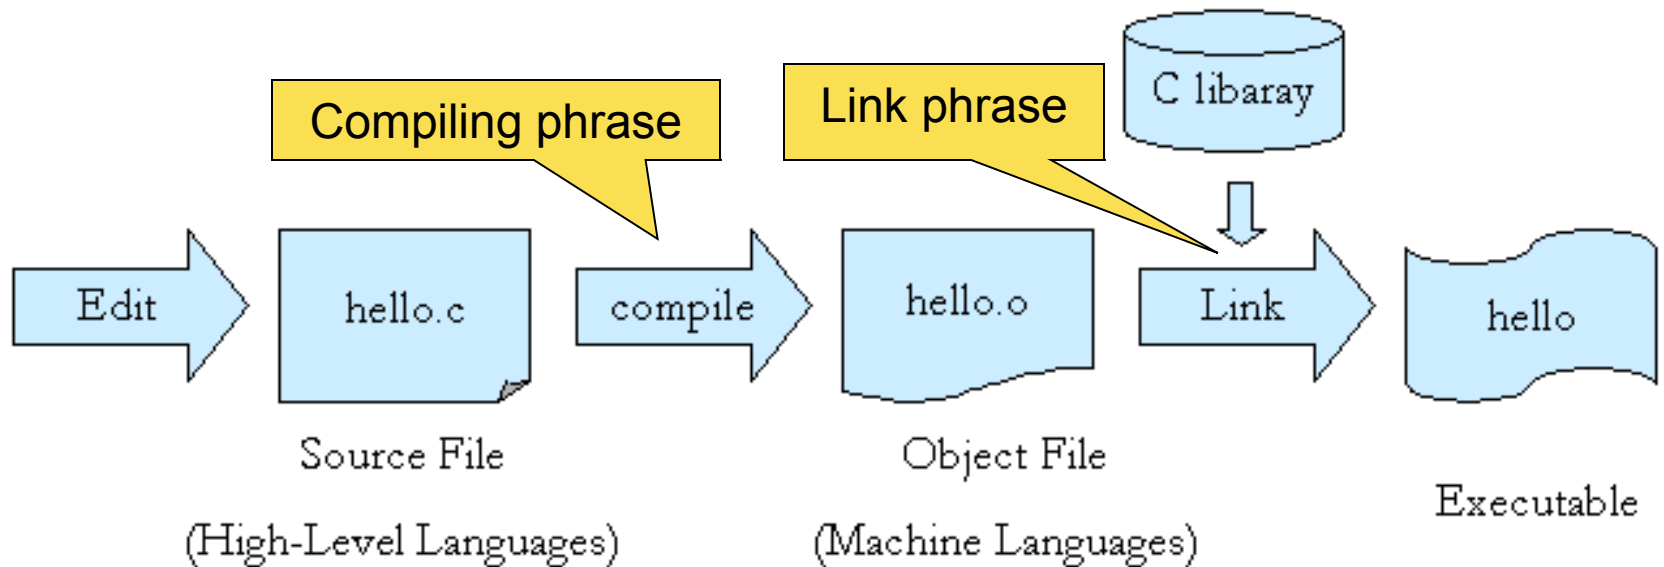 C libaray
Compiling phrase
Link phrase
Edit
hello.c
compile
hello.o
Link
hello
Source File
(High-Level Languages)
Object File
(Machine Languages)
Executable